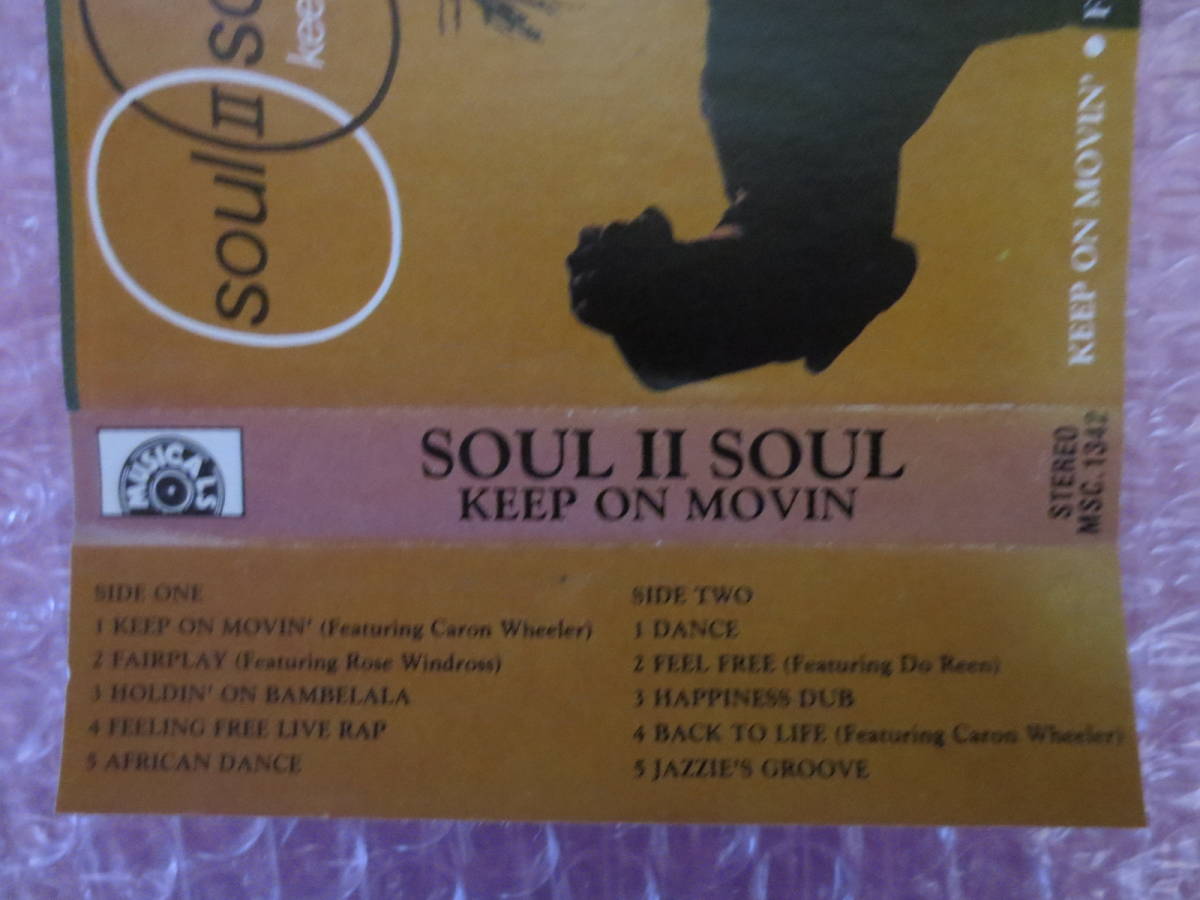 soul II so
kee
KEEP ON MOVIN' • F
MUSICALS
SOUL II SOUL
KEEP ON MOVIN
STEREO
MSC. 1342
SIDE ONE
1 KEEP ON MOVIN' (Featuring Caron Wheeler)
2 FAIRPLAY (Featuring Rose Windross)
3 HOLDIN' ON BAMBELALA
4 FEELING FREE LIVE RAP
5 AFRICAN DANCE
SIDE TWO
1 DANCE
2 FEEL FREE (Featuring Do Reen)
3 HAPPINESS DUB
4 BACK TO LIFE (Featuring Caron Wheeler)
5 JAZZIE'S GROOVE